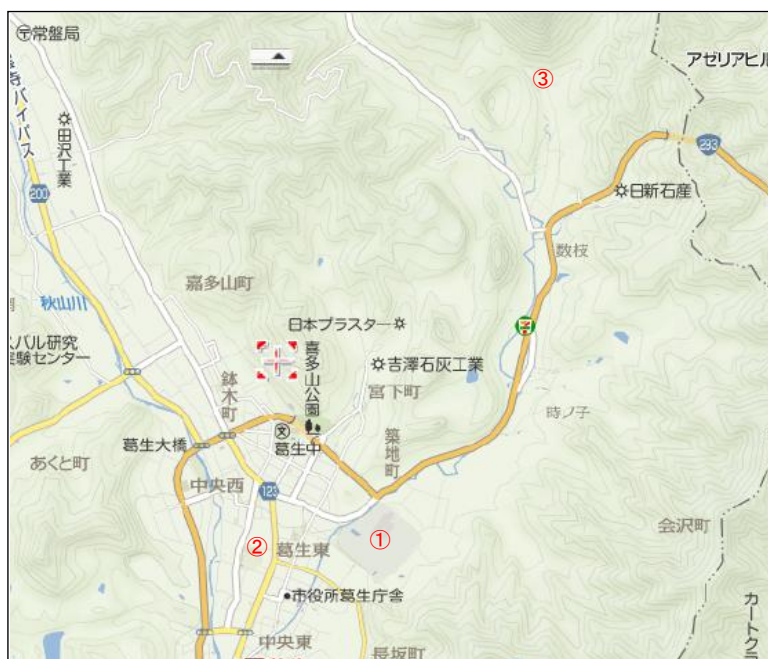 〒常盤局
③
アゼリアヒル
寺バイパス
田沢工業
293
200
日新石産
数枝
嘉多山町
秋山川
日本プラスター
スバル研究
実験センター
喜多山公園
吉澤石灰工業
宮下町
鉢木町
時ノ子
文
葛生中
築地町
葛生大橋
あくと町
中央西
123
会沢町
①
②
葛生東
市役所葛生庁舎
カートクラ
中央東
長坂町